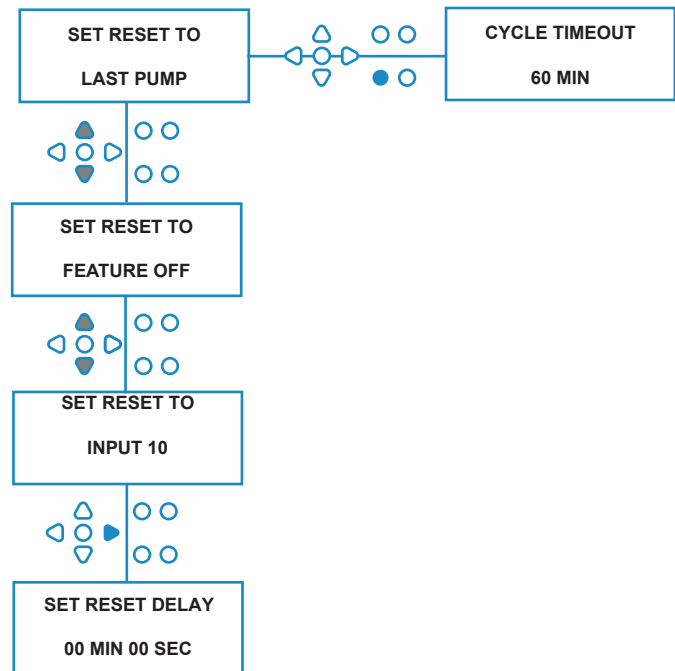 SET RESET TO
LAST PUMP
CYCLE TIMEOUT
60 MIN
SET RESET TO
FEATURE OFF
SET RESET TO
INPUT 10
SET RESET DELAY
00 MIN 00 SEC